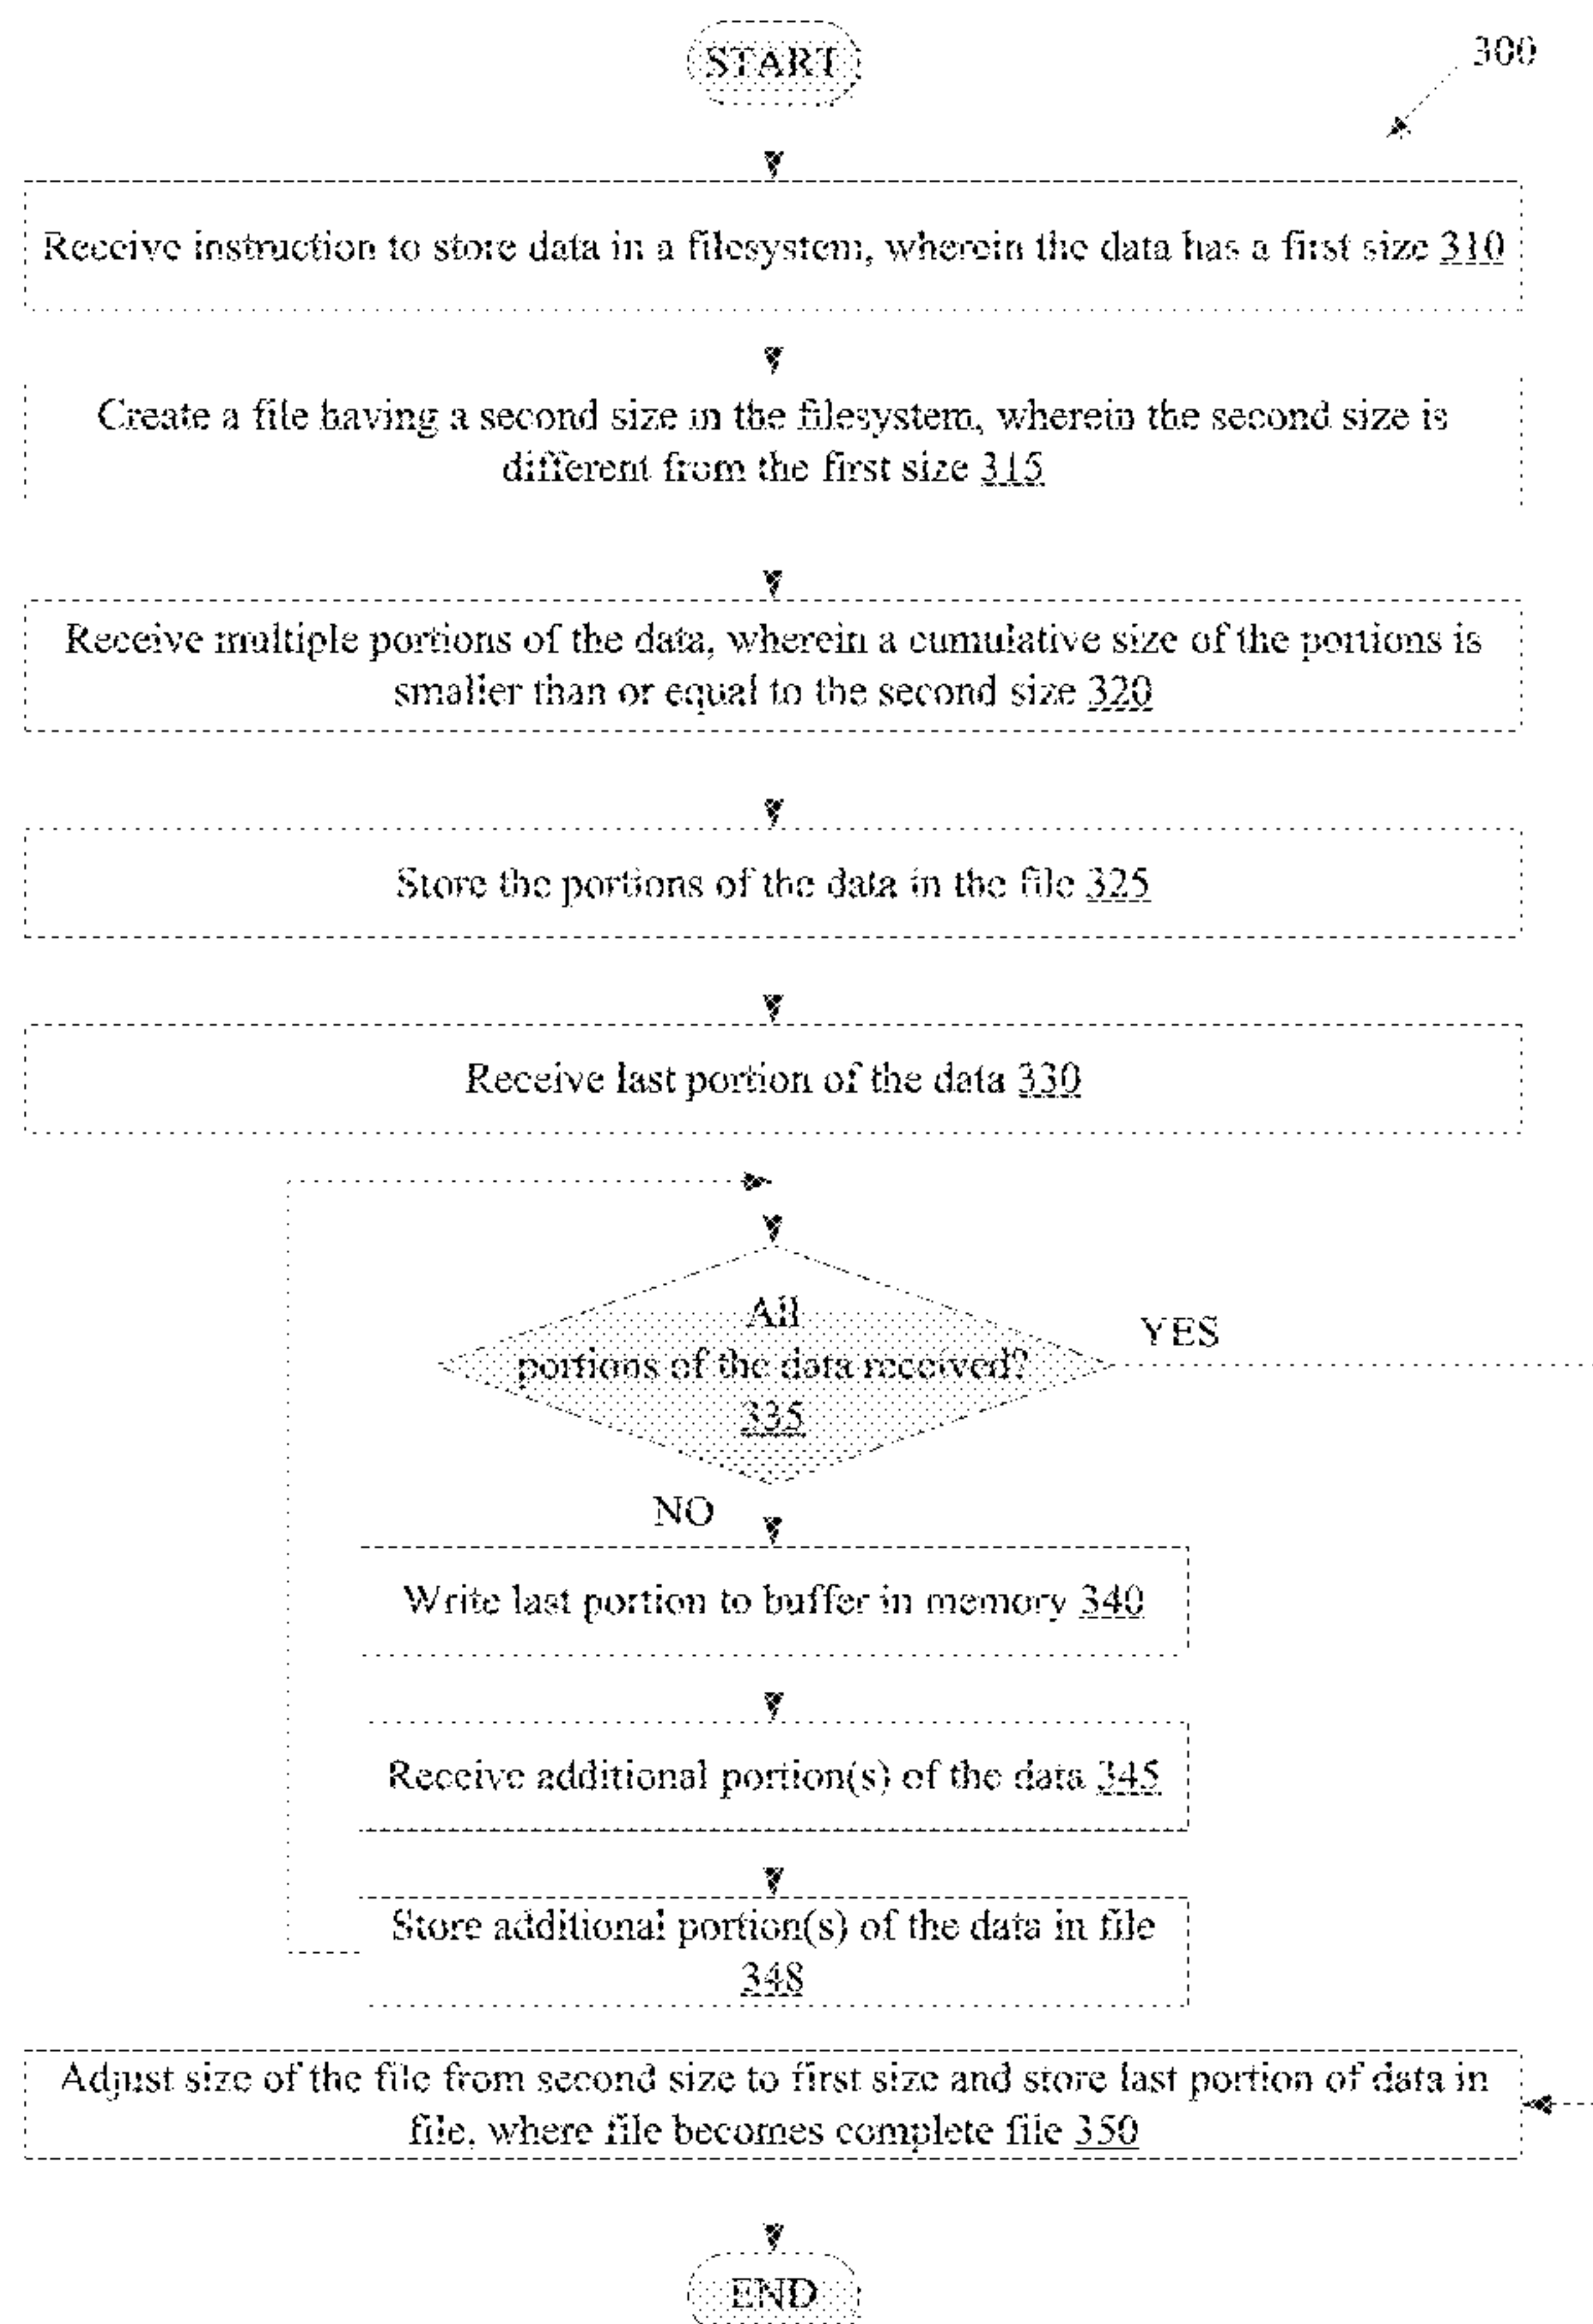 START
300
Receive instruction to store data in a filesystem, wherein the data has a first size 310
Create a file having a second size in the filesystem, wherein the second size is
different from the first size 315
Receive multiple portions of the data, wherein a cumulative size of the portions is
smaller than or equal to the second size 320
Store the portions of the data in the file 325
Receive last portion of the data 330
All
portions of the data received?
335
YES
NO
Write last portion to buffer in memory 340
Receive additional portion(s) of the data 345
Store additional portion(s) of the data in file
348
Adjust size of the file from second size to first size and store last portion of data in
file, where file becomes complete file 350
END